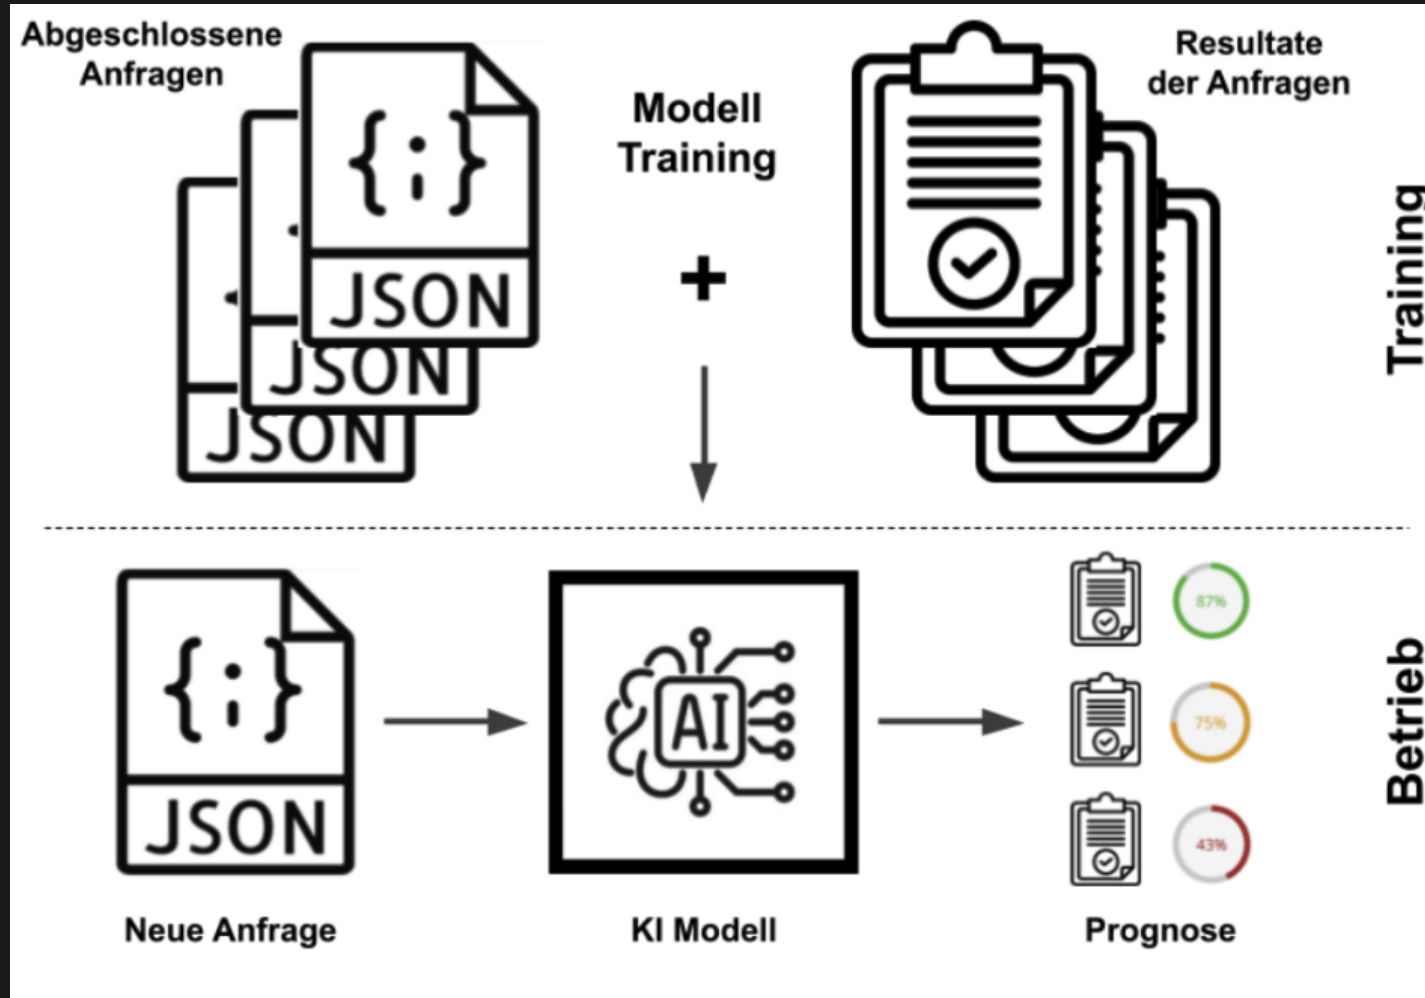 Abgeschlossene
Anfragen
Modell
Training
Resultate
der Anfragen
JSON
JSON
JSON
Training
87%
75%
43%
AI
JSON
Betrieb
Neue Anfrage
KI Modell
Prognose